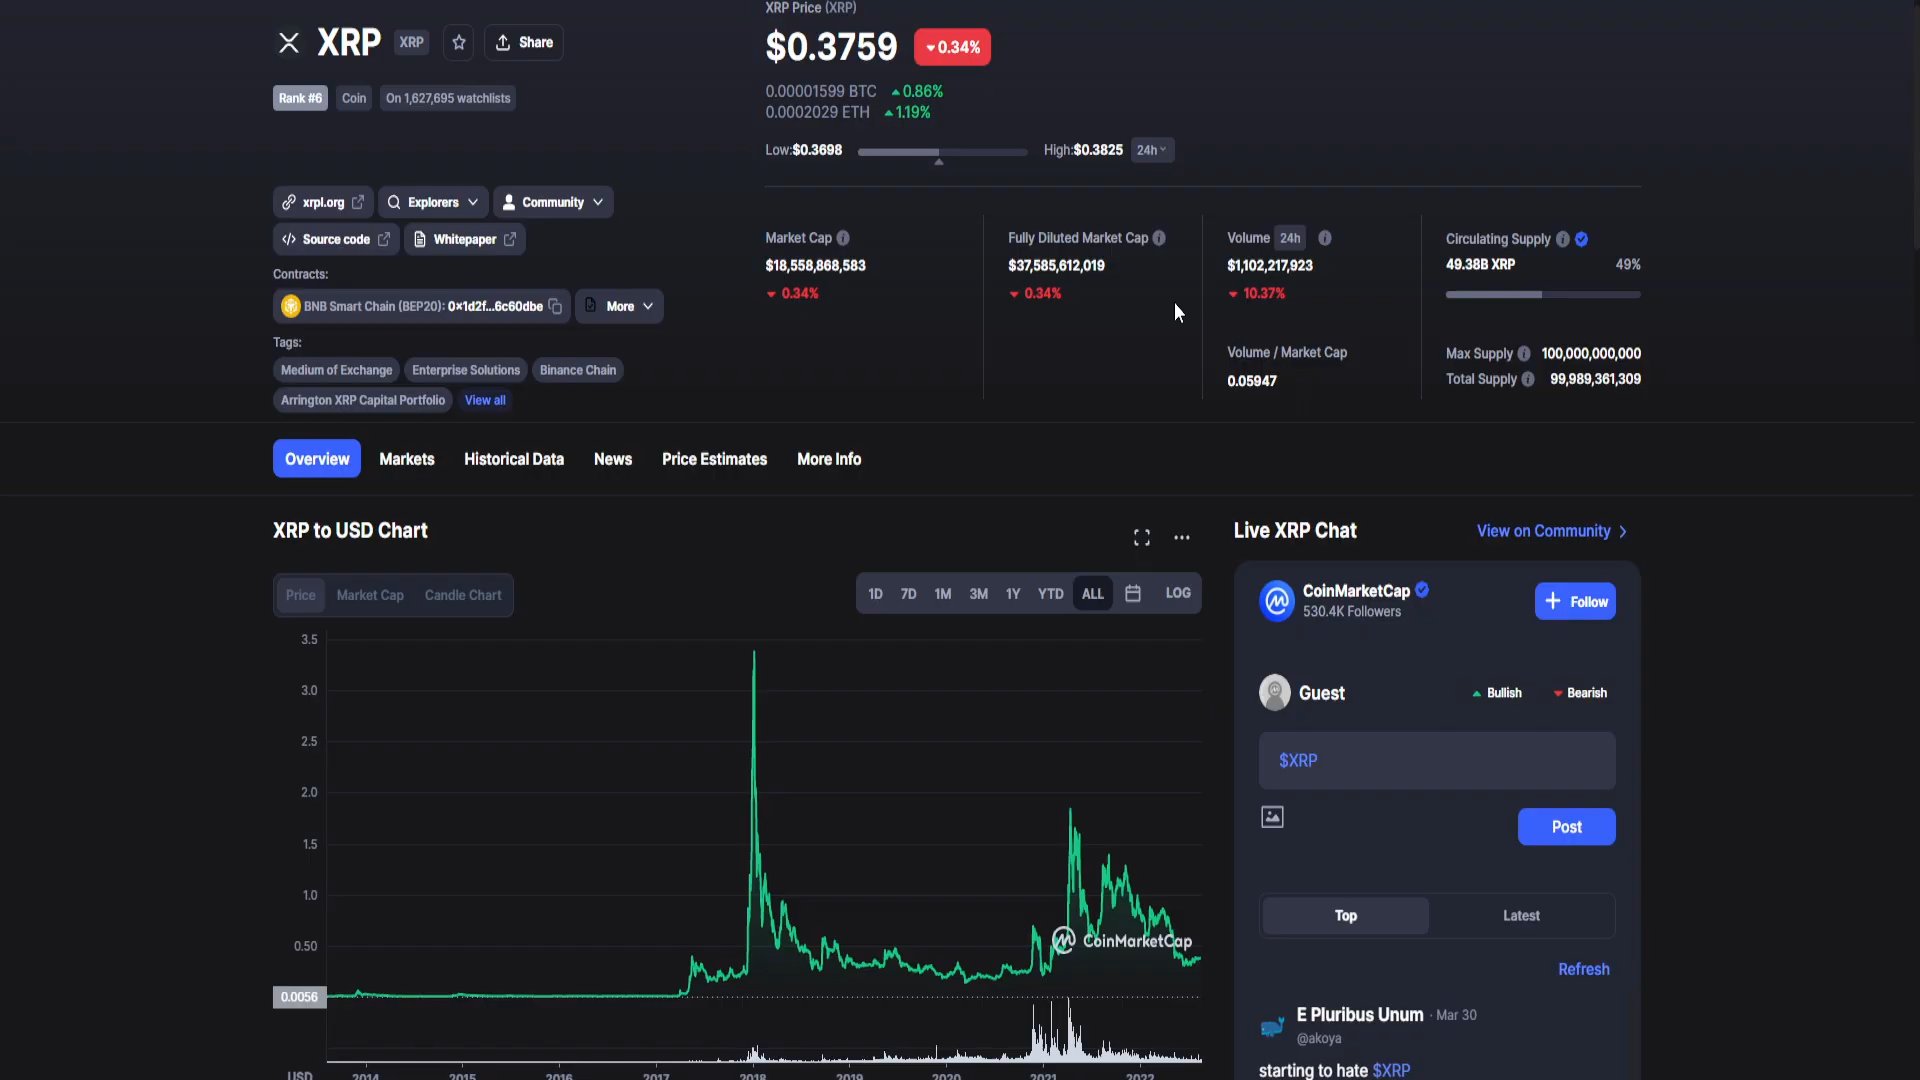 XRP XRP Share
Rank #6 Coin On 1,627,695 watchlists
xrpl.org Explorers Community
Source code Whitepaper
Contracts:
BNB Smart Chain (BEP20): 0x1d2f...6c60dbe More
Tags:
Medium of Exchange Enterprise Solutions Binance Chain
Arrington XRP Capital Portfolio View all
XRP Price (XRP)
$0.3759 0.34%
0.00001599 BTC 0.86%
0.0002029 ETH 1.19%
Low:$0.3698 High:$0.3825 24h
Market Cap
$18,558,868,583
0.34%
Fully Diluted Market Cap
$37,585,612,019
0.34%
Volume 24h
$1,102,217,923
10.37%
Volume / Market Cap
0.05947
Circulating Supply
49.38B XRP 49%
Max Supply 100,000,000,000
Total Supply 99,989,361,309
Overview Markets Historical Data News Price Estimates More Info
XRP to USD Chart
Price Market Cap Candle Chart
1D 7D 1M 3M 1Y YTD ALL LOG
3.5
3.0
2.5
2.0
1.5
1.0
0.50
0.0056
CoinMarketCap
USD 2014 2015 2016 2017 2018 2019 2020 2021 2022
Live XRP Chat View on Community
CoinMarketCap
530.4K Followers
Follow
Guest Bullish Bearish
$XRP
Post
Top Latest
Refresh
E Pluribus Unum · Mar 30
@akoya
starting to hate $XRP